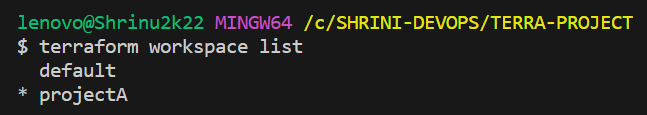 lenovo@Shrinu2k22 MINGW64 /c/SHRINI-DEVOPS/TERRA-PROJECT
$ terraform workspace list
  default
* projectA